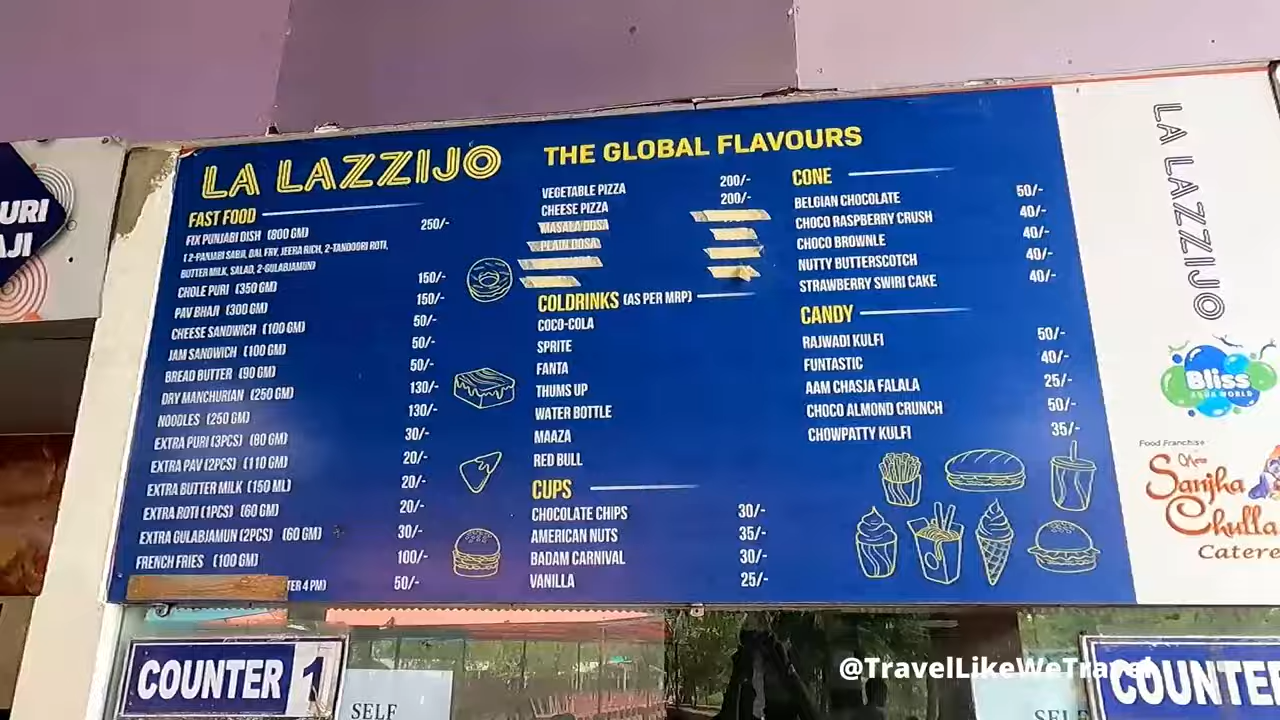 LA LAZZIJO
THE GLOBAL FLAVOURS
FAST FOOD
FIX PUNJABI DISH (800 GM) 250/-
( 2-PANJABI SABJI, DAL FRY, JEERA RICH, 2-TANDOORI ROTI,
BUTTER MILK, SALAD, 2-GULABJAMUN)
CHOLE PURI (350 GM) 150/-
PAV BHAJI (300 GM) 150/-
CHEESE SANDWICH (100 GM) 50/-
JAM SANDWICH (100 GM) 50/-
BREAD BUTTER (90 GM) 50/-
DRY MANCHURIAN (250 GM) 130/-
NOODLES (250 GM) 130/-
EXTRA PURI (3PCS) (80 GM) 30/-
EXTRA PAV (2PCS) (110 GM) 20/-
EXTRA BUTTER MILK (150 ML) 20/-
EXTRA ROTI (1PCS) (60 GM) 20/-
EXTRA GULABJAMUN (2PCS) (60 GM) 30/-
FRENCH FRIES (100 GM) 100/-
TER 4 PM) 50/-
VEGETABLE PIZZA 200/-
CHEESE PIZZA 200/-
MASALA DOSA
PLAIN DOSA
COLDRINKS (AS PER MRP)
COCO-COLA
SPRITE
FANTA
THUMS UP
WATER BOTTLE
MAAZA
RED BULL
CUPS
CHOCOLATE CHIPS 30/-
AMERICAN NUTS 35/-
BADAM CARNIVAL 30/-
VANILLA 25/-
CONE
BELGIAN CHOCOLATE 50/-
CHOCO RASPBERRY CRUSH 40/-
CHOCO BROWNLE 40/-
NUTTY BUTTERSCOTCH 40/-
STRAWBERRY SWIRI CAKE 40/-
CANDY
RAJWADI KULFI 50/-
FUNTASTIC 40/-
AAM CHASJA FALALA 25/-
CHOCO ALMOND CRUNCH 50/-
CHOWPATTY KULFI 35/-
LA LAZZIJO
Bliss
AQUA WORLD
Food Franchise
New
Sanjha
Chulla
Catere
URI
AJI
COUNTER 1
SELF
SELF
COUNTE
@TravelLikeWeTravel